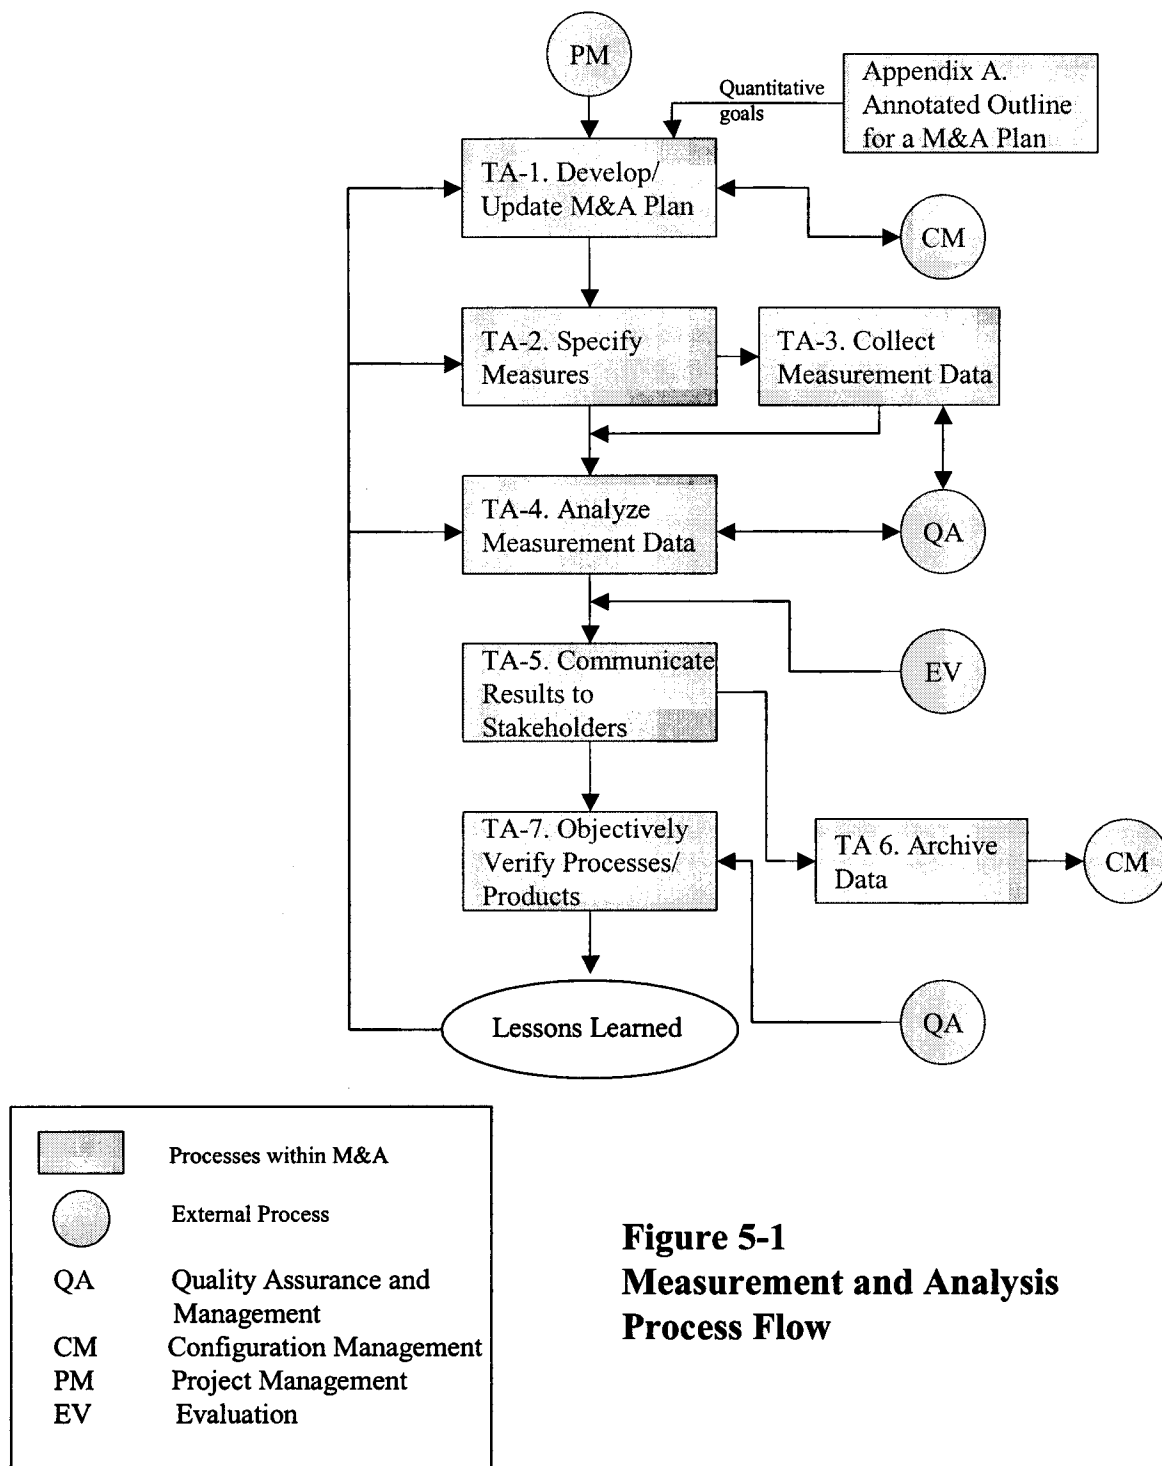 PM
Quantitative
goals
Appendix A.
Annotated Outline
for a M&A Plan
TA-1. Develop/
Update M&A Plan
CM
TA-2. Specify
Measures
TA-3. Collect
Measurement Data
TA-4. Analyze
Measurement Data
QA
TA-5. Communicate
Results to
Stakeholders
EV
TA-7. Objectively
Verify Processes/
Products
TA 6. Archive
Data
CM
Lessons Learned
QA
Processes within M&A
External Process
QA Quality Assurance and
Management
CM Configuration Management
PM Project Management
EV Evaluation
Figure 5-1
Measurement and Analysis
Process Flow